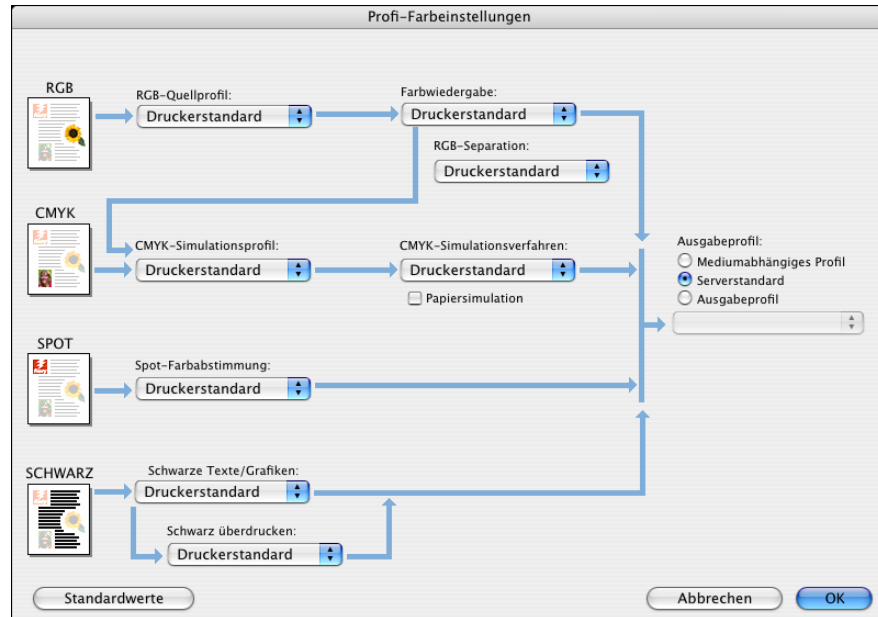 Profi-Farbeinstellungen
RGB
RGB-Quellprofil:
Druckerstandard
Farbwiedergabe:
Druckerstandard
RGB-Separation:
Druckerstandard
CMYK
CMYK-Simulationsprofil:
Druckerstandard
CMYK-Simulationsverfahren:
Druckerstandard
Papiersimulation
Ausgabeprofil:
Mediumabhängiges Profil
Serverstandard
Ausgabeprofil
SPOT
Spot-Farbabstimmung:
Druckerstandard
SCHWARZ
Schwarze Texte/Grafiken:
Druckerstandard
Schwarz überdrucken:
Druckerstandard
Standardwerte
Abbrechen
OK